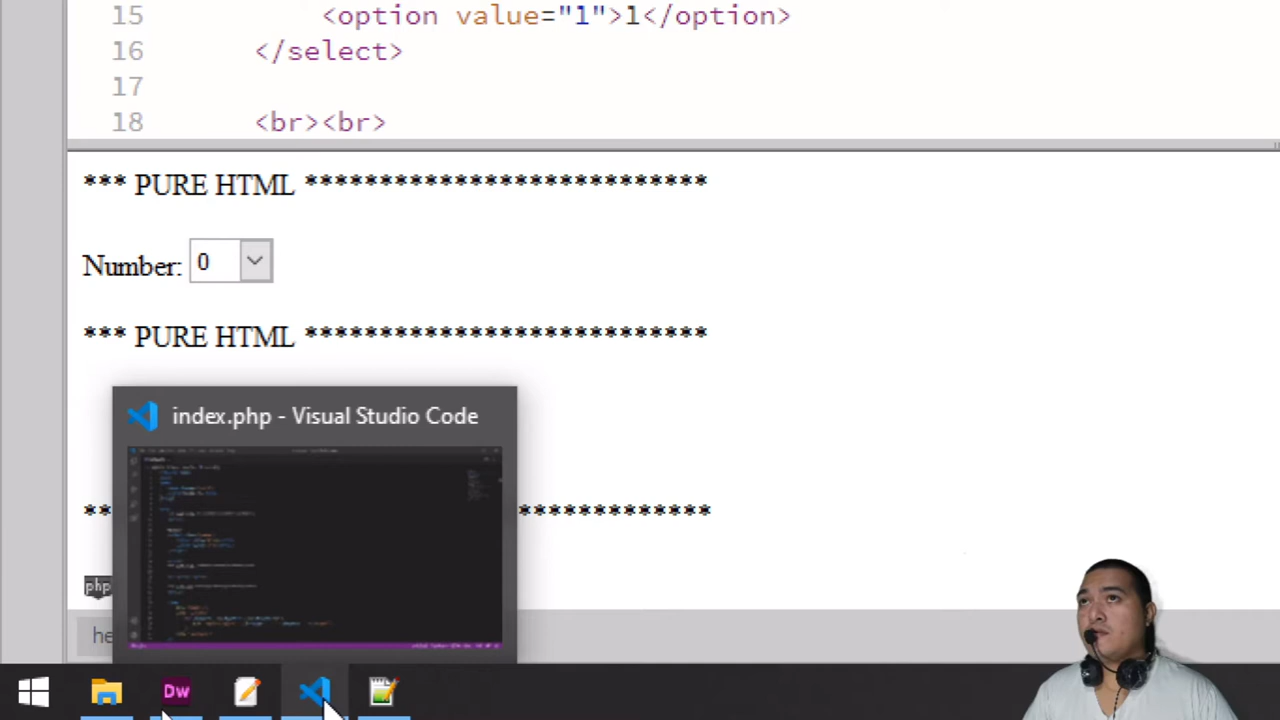 15 <option value="1">1</option>
16 </select>
17
18 <br><br>
*** PURE HTML ***************************
Number: 0
*** PURE HTML ***************************
index.php - Visual Studio Code
** *************
php
he
Dw